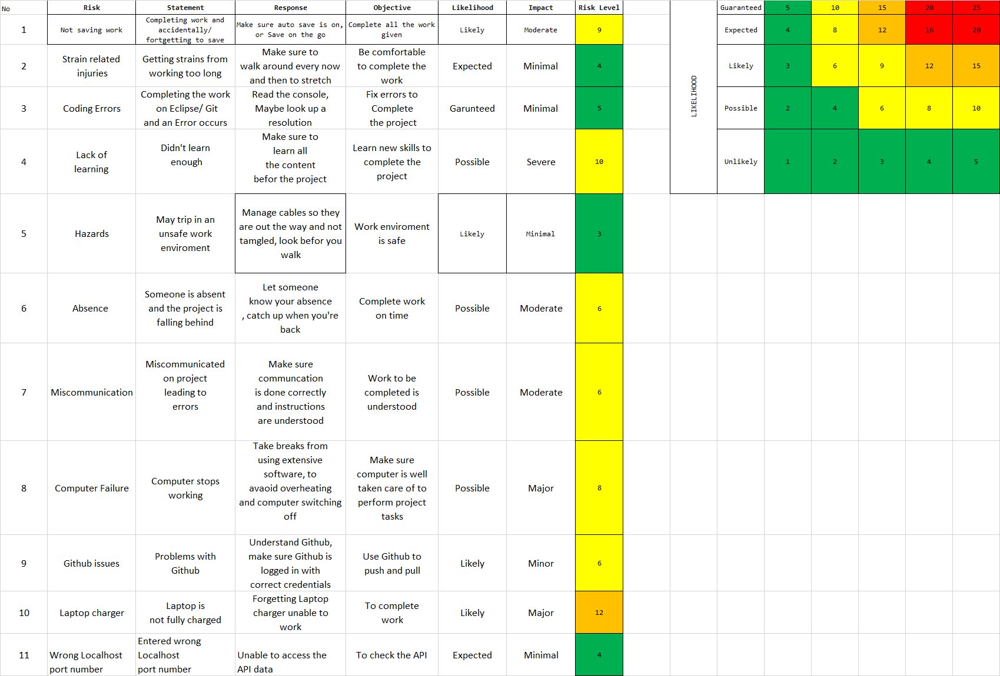 No Risk Statement Response Objective Likelihood Impact Risk Level Guaranteed 5 10 15 20 25
1
Not saving work
Completing work and
accidentally/
fortgetting to save
Make sure auto save is on,
or Save on the go
Complete all the work
given
Likely
Moderate
9
LIKELIHOOD
Expected 4 8 12 16 20
2
Strain related
injuries
Getting strains from
working too long
Make sure to
walk around every now
and then to stretch
Be comfortable
to complete the
work
Expected
Minimal
4
Likely 3 6 9 12 15
3
Coding Errors
Completing the work
on Eclipse/ Git
and an Error occurs
Read the console,
Maybe look up a
resolution
Fix errors to
Complete
the project
Garunteed
Minimal
5
Possible 2 4 6 8 10
4
Lack of
learning
Didn't learn
enough
Make sure to
learn all
the content
befor the project
Learn new skills to
complete the
project
Possible
Severe
10
Unlikely 1 2 3 4 5
5
Hazards
May trip in an
unsafe work
enviroment
Manage cables so they
are out the way and not
tamgled, look befor you
walk
Work enviroment
is safe
Likely
Minimal
3
6
Absence
Someone is absent
and the project is
falling behind
Let someone
know your absence
, catch up when you're
back
Complete work
on time
Possible
Moderate
6
7
Miscommunication
Miscommunicated
on project
leading to
errors
Make sure
communcation
is done correctly
and instructions
are understood
Work to be
completed is
understood
Possible
Moderate
6
8
Computer Failure
Computer stops
working
Take breaks from
using extensive
software, to
avaoid overheating
and computer switching
off
Make sure
computer is well
taken care of to
perform project
tasks
Possible
Major
8
9
Github issues
Problems with
Github
Understand Github,
make sure Github is
logged in with
correct credentials
Use Github to
push and pull
Likely
Minor
6
10
Laptop charger
Laptop is
not fully charged
Forgetting Laptop
charger unable to
work
To complete
work
Likely
Major
12
11
Wrong Localhost
port number
Entered wrong
Localhost
port number
Unable to access the
API data
To check the API
Expected
Minimal
4